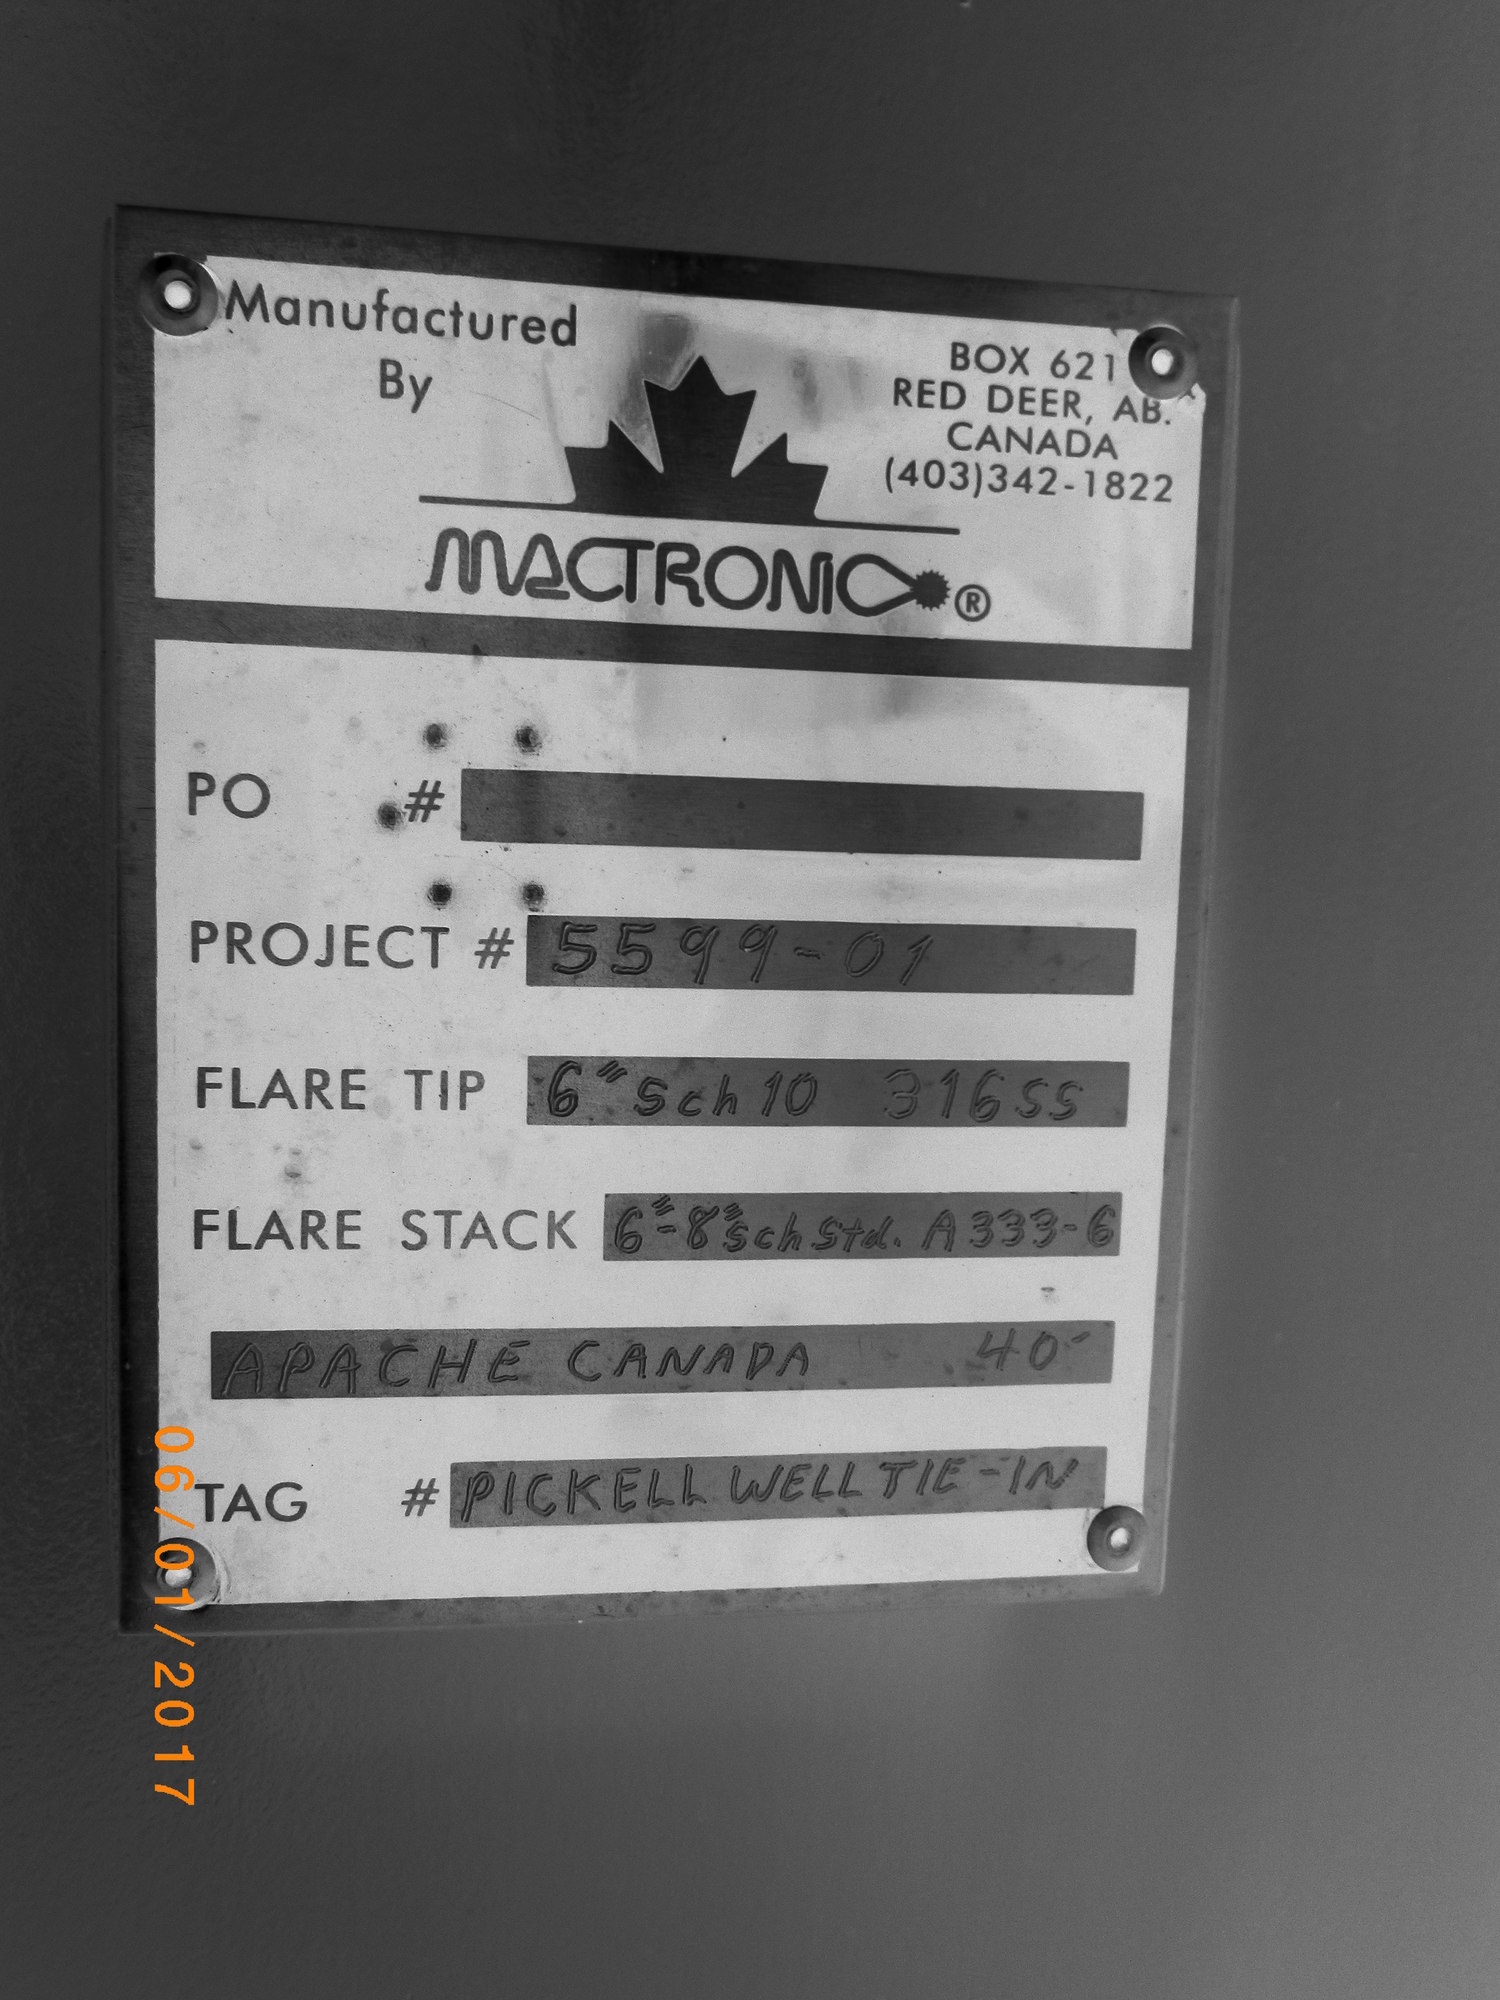 Manufactured
By
BOX 621
RED DEER, AB.
CANADA
(403)342-1822
MACTRONIC®
PO #
PROJECT # 5599-01
FLARE TIP 6" Sch 10 316SS
FLARE STACK 6"-8" Sch Std. A333-6
APACHE CANADA 40'
TAG # PICKELL WELL TIE-IN
06/01/2017